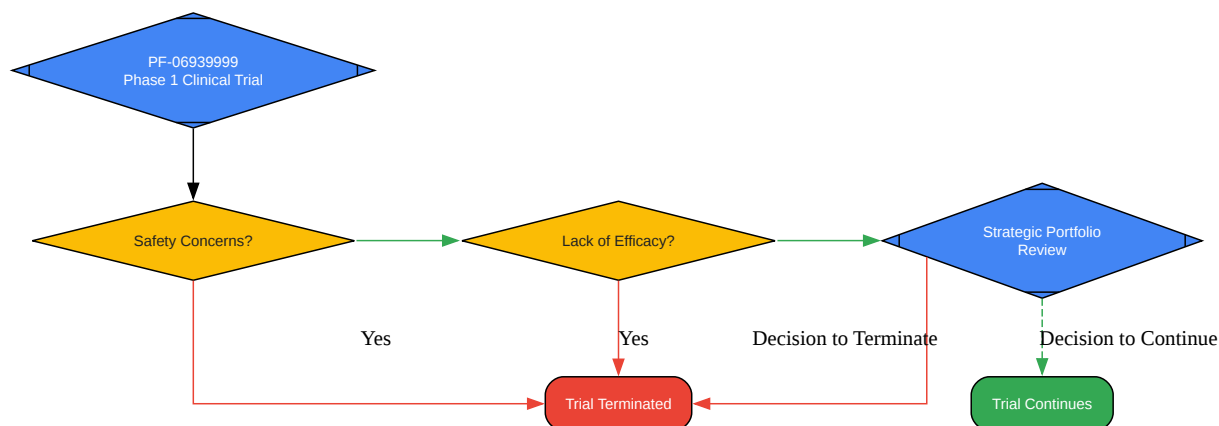 PF-06939999
Phase 1 Clinical Trial
Safety Concerns?
Lack of Efficacy?
Strategic Portfolio
Review
Yes
Yes
Decision to Terminate
Decision to Continue
Trial Terminated
Trial Continues